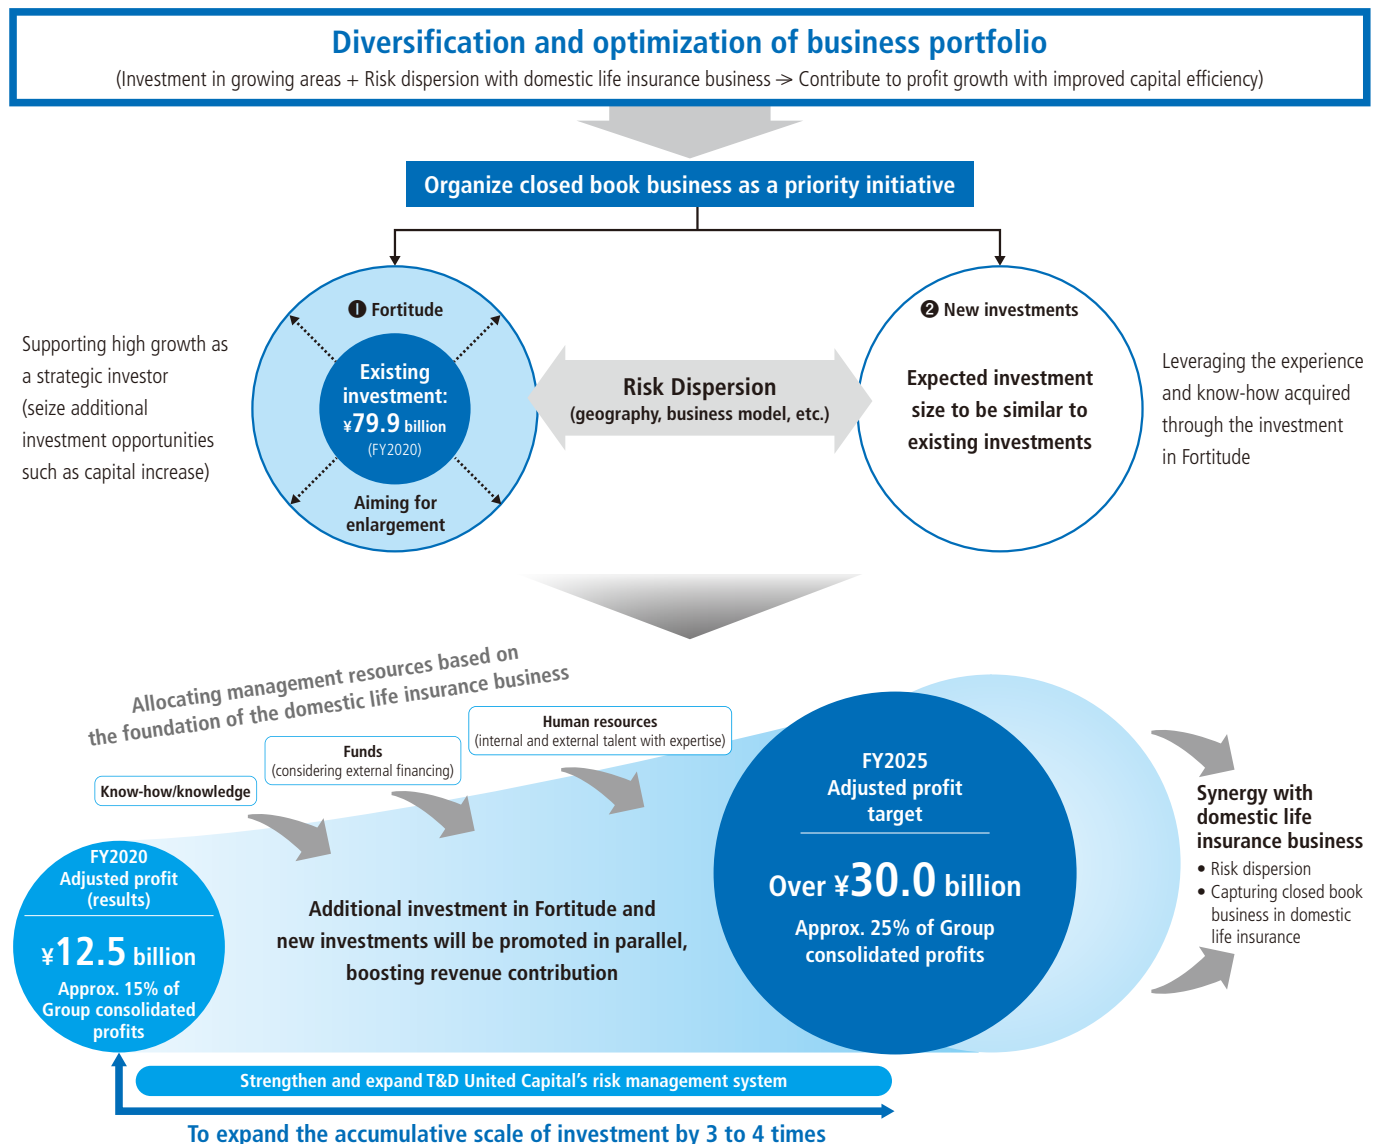 Diversification and optimization of business portfolio
(Investment in growing areas + Risk dispersion with domestic life insurance business → Contribute to profit growth with improved capital efficiency)
Organize closed book business as a priority initiative
❶ Fortitude
Existing
investment:
¥79.9 billion
(FY2020)
Aiming for
enlargement
Supporting high growth as
a strategic investor
(seize additional
investment opportunities
such as capital increase)
Risk Dispersion
(geography, business model, etc.)
❷ New investments
Expected investment
size to be similar to
existing investments
Leveraging the experience
and know-how acquired
through the investment
in Fortitude
Allocating management resources based on
the foundation of the domestic life insurance business
Know-how/knowledge
Funds
(considering external financing)
Human resources
(internal and external talent with expertise)
FY2020
Adjusted profit
(results)
¥12.5 billion
Approx. 15% of
Group consolidated
profits
Additional investment in Fortitude and
new investments will be promoted in parallel,
boosting revenue contribution
FY2025
Adjusted profit
target
Over ¥30.0 billion
Approx. 25% of Group
consolidated profits
Synergy with
domestic life
insurance business
• Risk dispersion
• Capturing closed book
business in domestic
life insurance
Strengthen and expand T&D United Capital's risk management system
To expand the accumulative scale of investment by 3 to 4 times